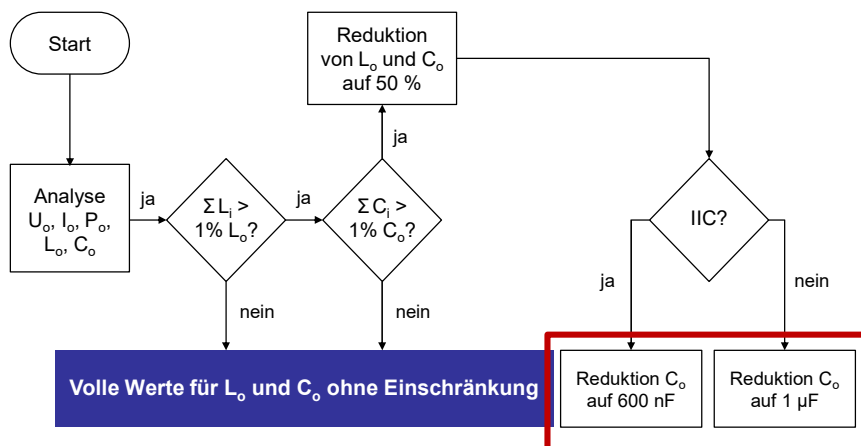 Start
Reduktion
von Lₒ und Cₒ
auf 50 %
ja
Analyse
Uₒ, Iₒ, Pₒ,
Lₒ, Cₒ
ja
Σ Lᵢ >
1% Lₒ?
ja
Σ Cᵢ >
1% Cₒ?
IIC?
nein
nein
ja
nein
Volle Werte für Lₒ und Cₒ ohne Einschränkung
Reduktion Cₒ
auf 600 nF
Reduktion Cₒ
auf 1 µF